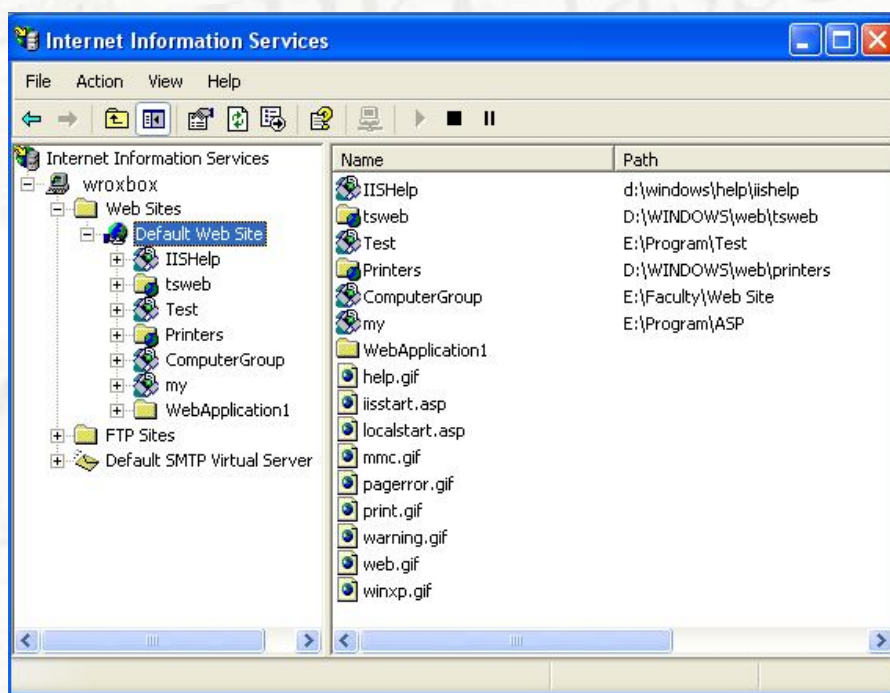 Internet Information Services
File Action View Help
Internet Information Services
wroxbox
Web Sites
Default Web Site
IISHelp
tsweb
Test
Printers
ComputerGroup
my
WebApplication1
FTP Sites
Default SMTP Virtual Server
Name Path
IISHelp d:\windows\help\iishelp
tsweb D:\WINDOWS\web\tsweb
Test E:\Program\Test
Printers D:\WINDOWS\web\printers
ComputerGroup E:\Faculty\Web Site
my E:\Program\ASP
WebApplication1
help.gif
iisstart.asp
localstart.asp
mmc.gif
pagerror.gif
print.gif
warning.gif
web.gif
winxp.gif